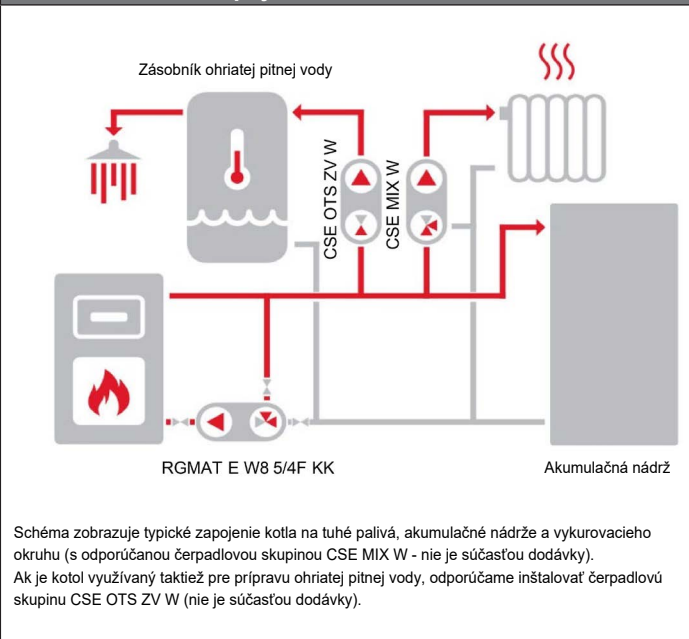 Zásobník ohriatej pitnej vody
CSE OTS ZV W
CSE MIX W
RGMAT E W8 5/4F KK
Akumulačná nádrž
Schéma zobrazuje typické zapojenie kotla na tuhé palivá, akumulačné nádrže a vykurovacieho
okruhu (s odporúčanou čerpadlovou skupinou CSE MIX W - nie je súčasťou dodávky).
Ak je kotol využívaný taktiež pre prípravu ohriatej pitnej vody, odporúčame inštalovať čerpadlovú
skupinu CSE OTS ZV W (nie je súčasťou dodávky).